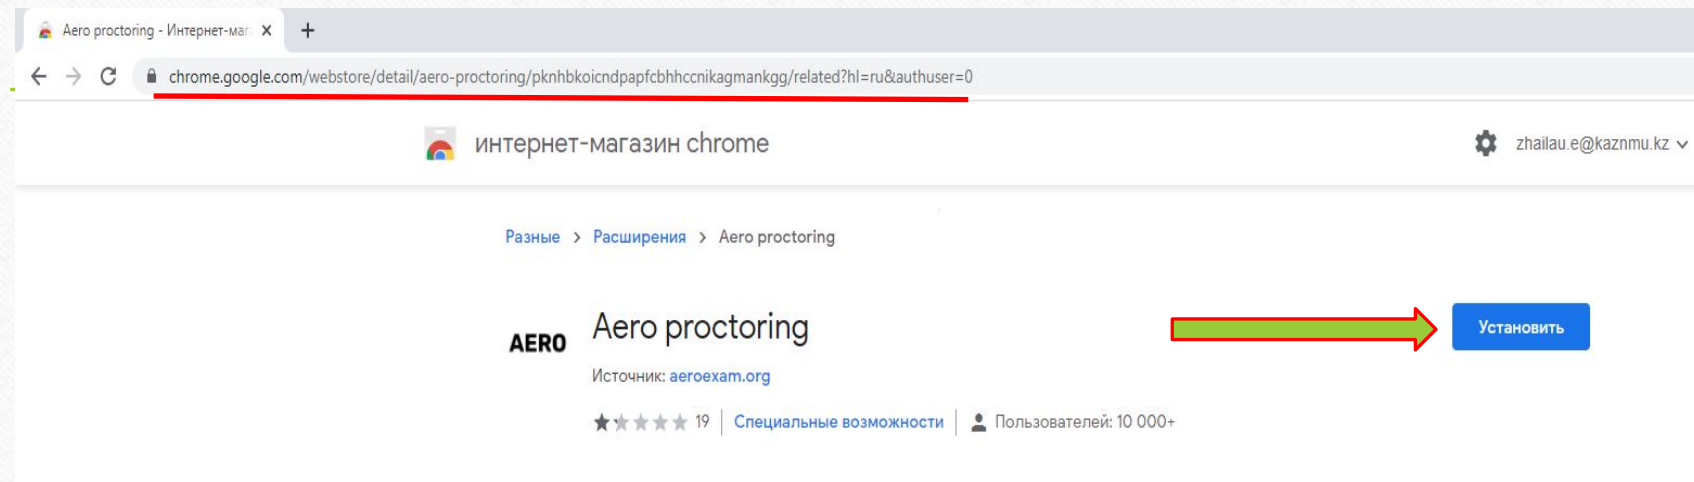 Aero proctoring - Интернет-маг
chrome.google.com/webstore/detail/aero-proctoring/pknhbkoicndpapfcbhhccnikagmankgg/related?hl=ru&authuser=0
интернет-магазин chrome
zhailau.e@kaznmu.kz
Разные > Расширения > Aero proctoring
AERO
Aero proctoring
Установить
Источник: aeroexam.org
19 | Специальные возможности | Пользователей: 10 000+